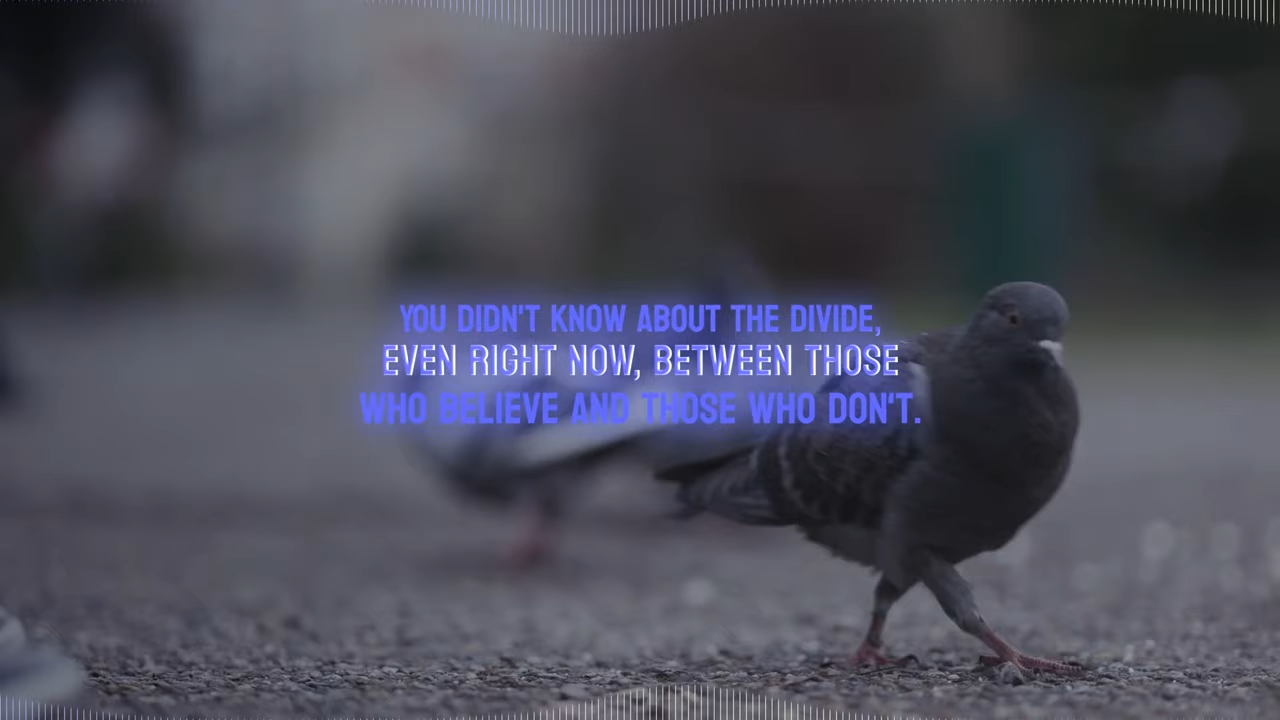 YOU DIDN'T KNOW ABOUT THE DIVIDE,
EVEN RIGHT NOW, BETWEEN THOSE
WHO BELIEVE AND THOSE WHO DON'T.